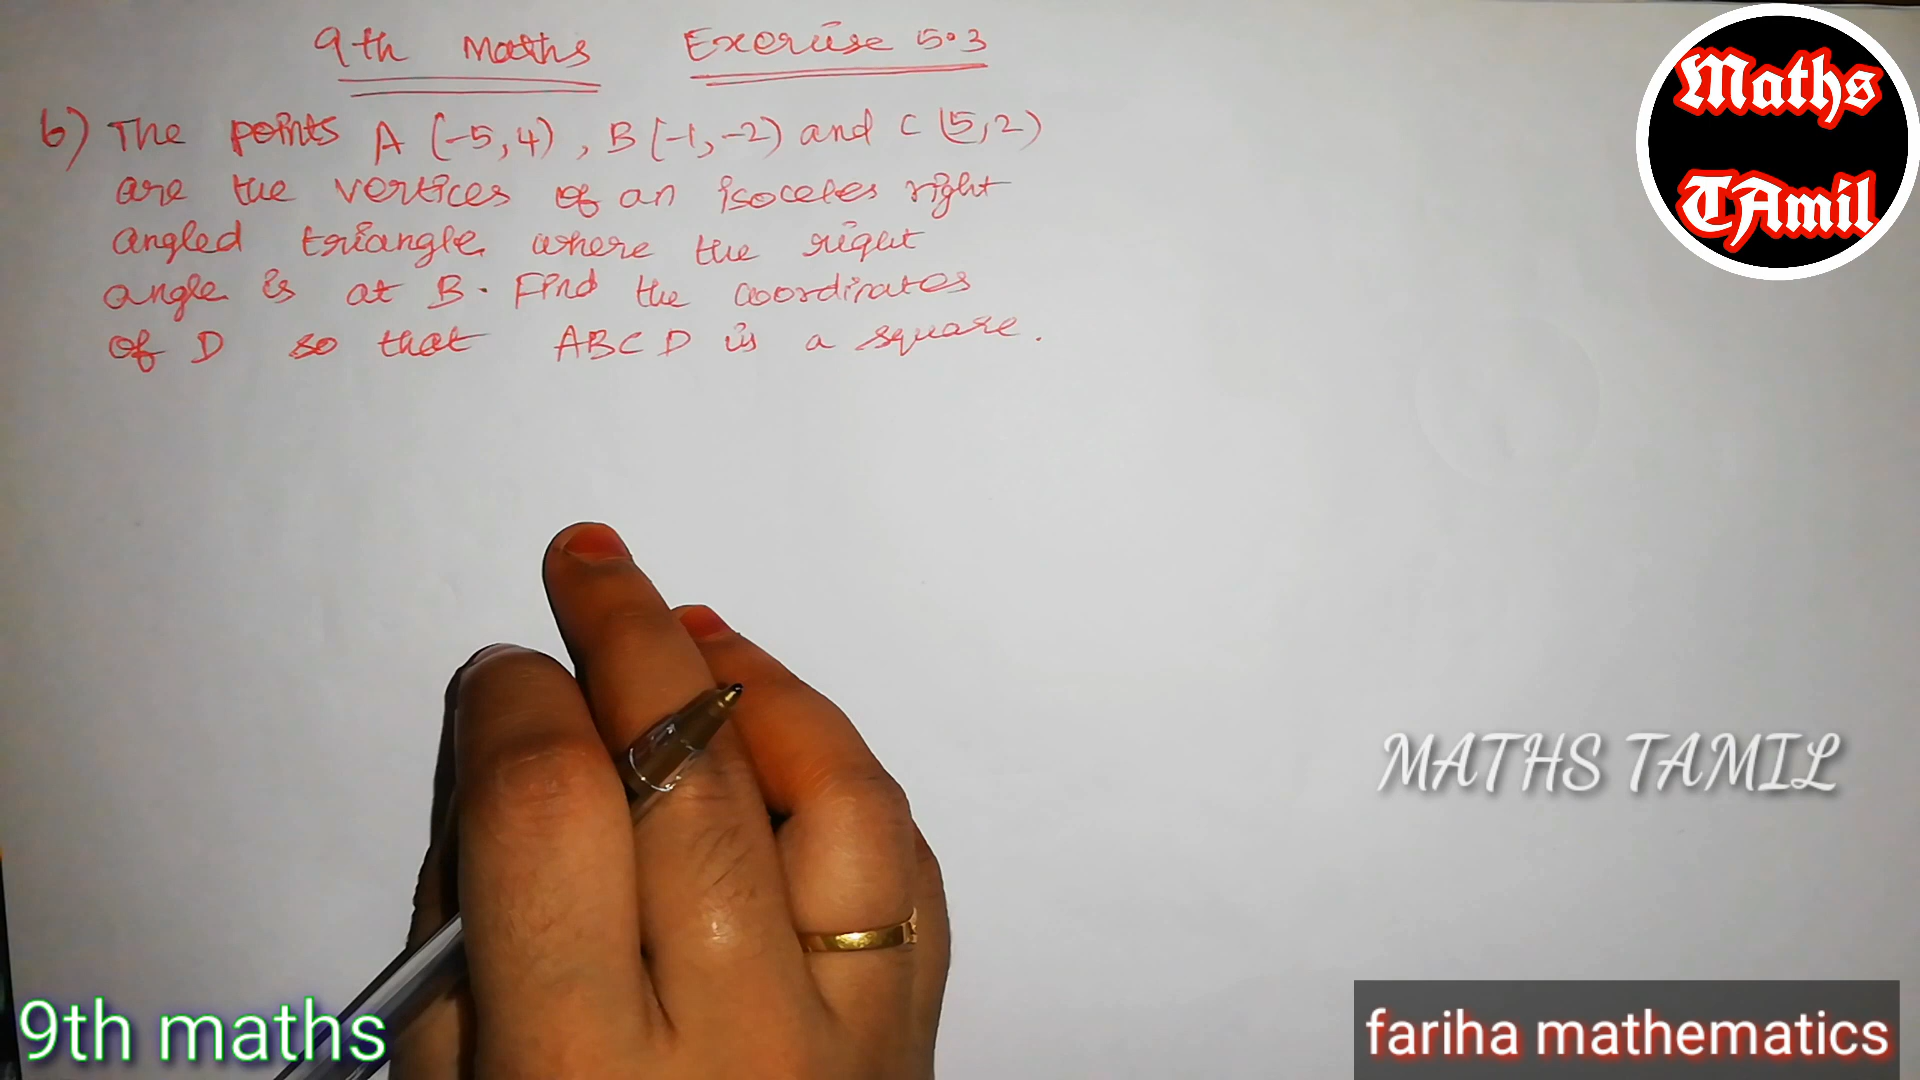 9th Maths Exercise 5.3
6) The points A (-5,4), B (-1,-2) and C (5,2)
are the vertices of an isoceles right
angled triangle where the right
angle is at B. Find the coordinates
of D so that ABCD is a square.
Maths
TAmil
MATHS TAMIL
9th maths
fariha mathematics